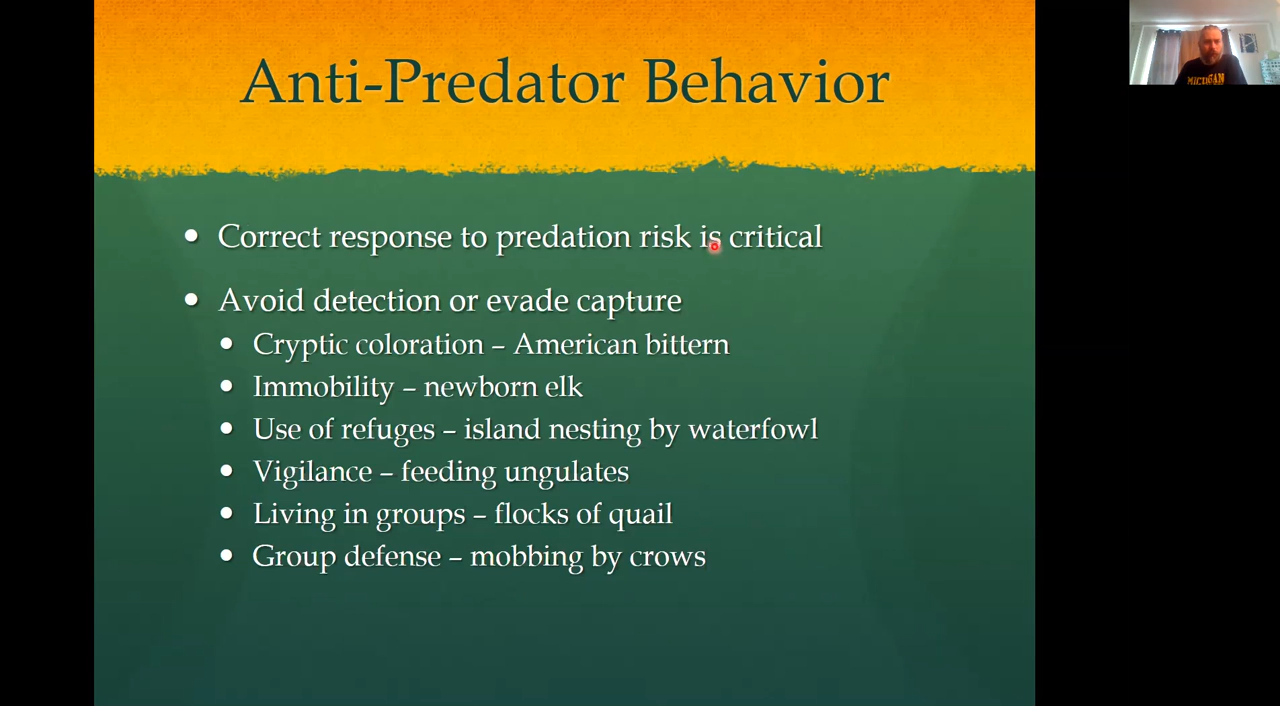 Anti-Predator Behavior
MICHIGAN
• Correct response to predation risk is critical
• Avoid detection or evade capture
• Cryptic coloration – American bittern
• Immobility – newborn elk
• Use of refuges – island nesting by waterfowl
• Vigilance – feeding ungulates
• Living in groups – flocks of quail
• Group defense – mobbing by crows